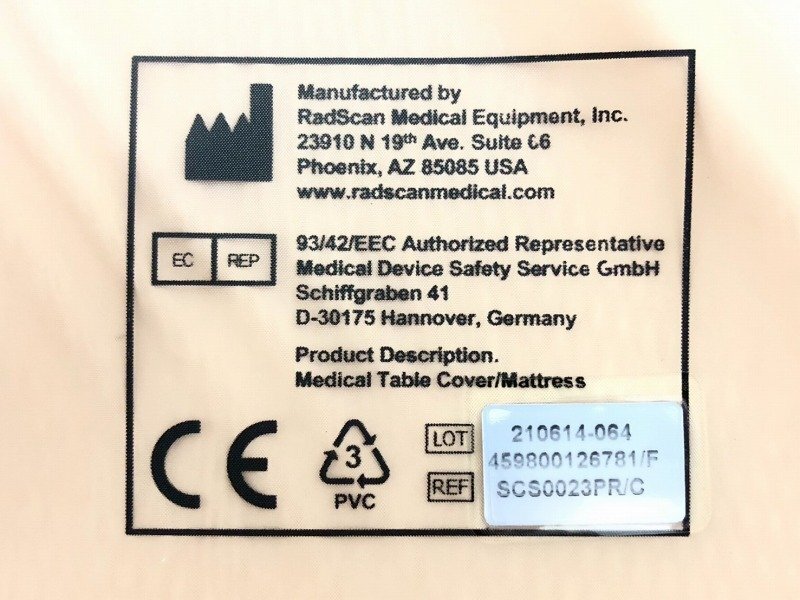 Manufactured by
RadScan Medical Equipment, Inc.
23910 N 19th Ave. Suite 66
Phoenix, AZ 85085 USA
www.radscanmedical.com
EC REP
93/42/EEC Authorized Representative
Medical Device Safety Service GmbH
Schiffgraben 41
D-30175 Hannover, Germany
Product Description.
Medical Table Cover/Mattress
CE
3
PVC
LOT
210614-064
459800126781/F
REF
SCS0023PR/C